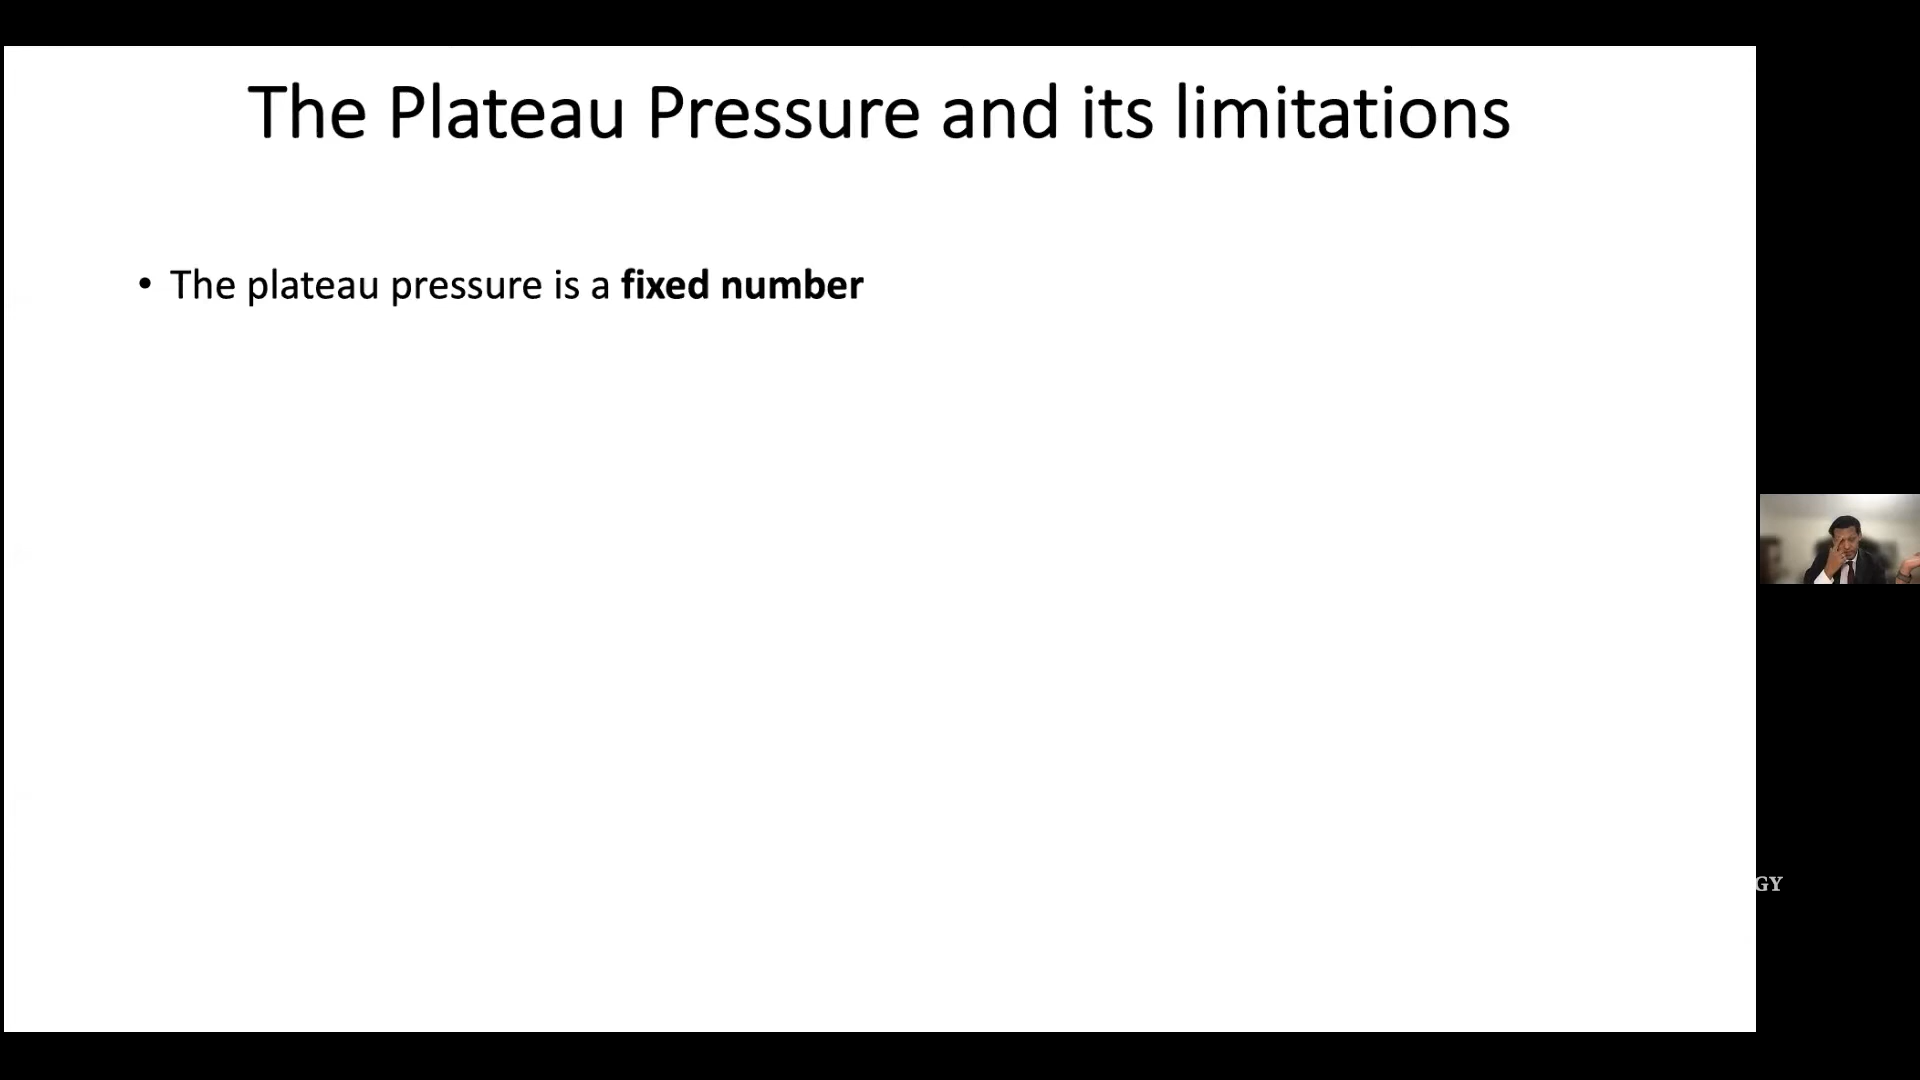 The Plateau Pressure and its limitations
• The plateau pressure is a fixed number
GY